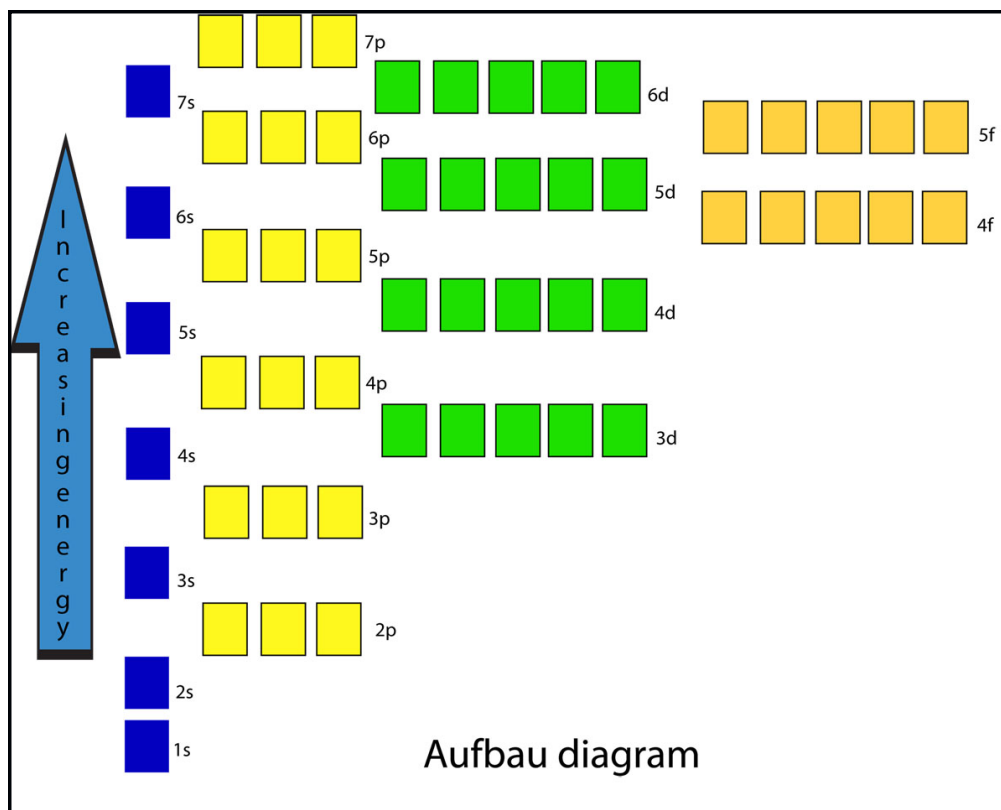 7p
6d
7s
5f
6p
5d
6s
4f
5p
4d
5s
4p
3d
4s
3p
3s
2p
2s
1s
Increasing energy
Aufbau diagram